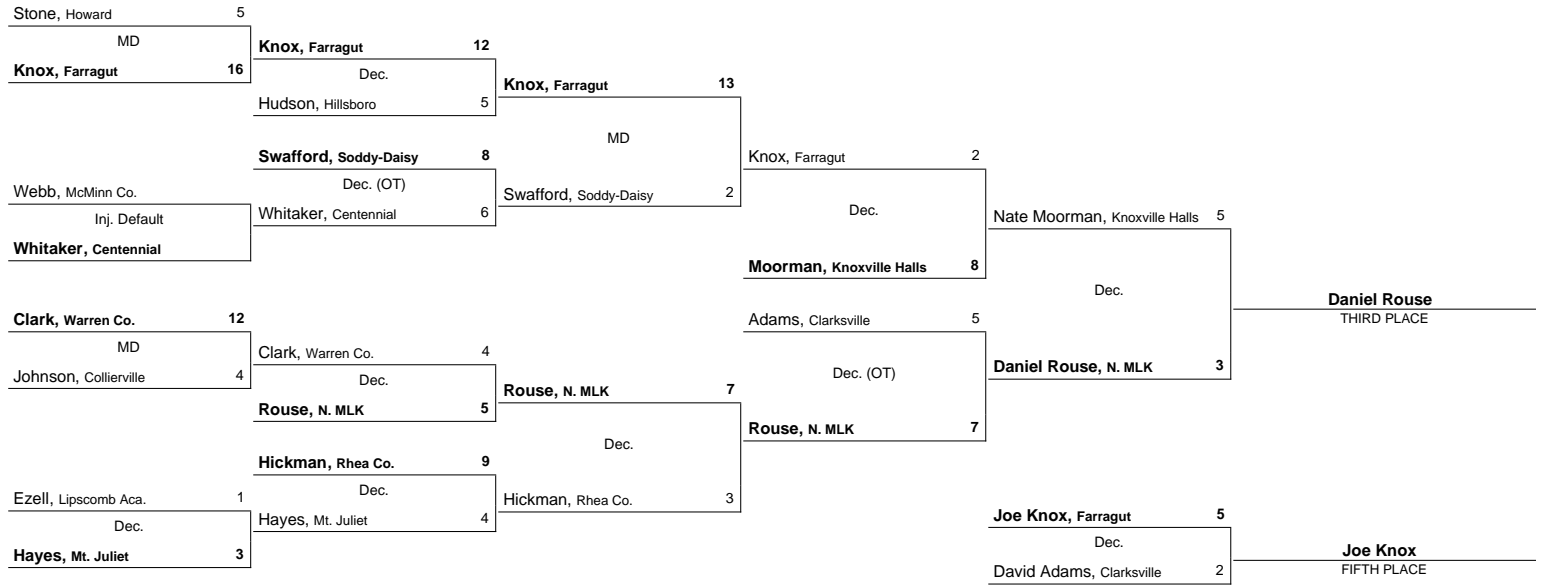 Stone, Howard 5
MD
Knox, Farragut 16
Webb, McMinn Co.
Inj. Default
Whitaker, Centennial
Clark, Warren Co. 12
MD
Johnson, Collierville 4
Ezell, Lipscomb Aca. 1
Dec.
Hayes, Mt. Juliet 3
Knox, Farragut 12
Dec.
Hudson, Hillsboro 5
Swafford, Soddy-Daisy 8
Dec. (OT)
Whitaker, Centennial 6
Clark, Warren Co. 4
Dec.
Rouse, N. MLK 5
Hickman, Rhea Co. 9
Dec.
Hayes, Mt. Juliet 4
Knox, Farragut 13
MD
Swafford, Soddy-Daisy 2
Rouse, N. MLK 7
Dec.
Hickman, Rhea Co. 3
Knox, Farragut 2
Dec.
Moorman, Knoxville Halls 8
Adams, Clarksville 5
Dec. (OT)
Rouse, N. MLK 7
Nate Moorman, Knoxville Halls 5
Dec.
Daniel Rouse, N. MLK 3
Joe Knox, Farragut 5
Dec.
David Adams, Clarksville 2
Daniel Rouse
THIRD PLACE
Joe Knox
FIFTH PLACE